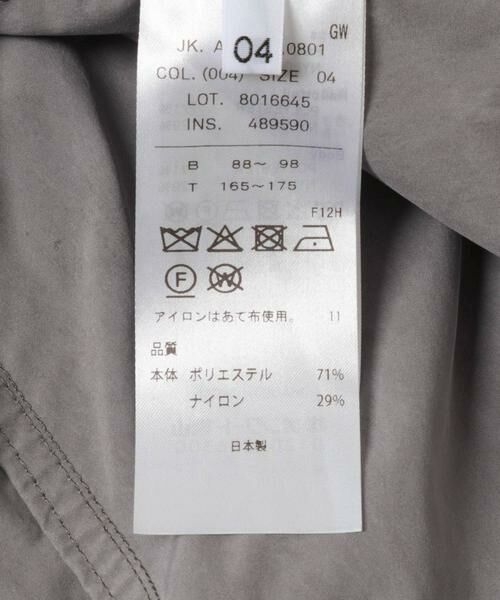 GW
04
JK. A .0801
COL. (004) SIZE 04
LOT. 8016645
INS. 489590
B 88～ 98
T 165～175
F12H
F W
アイロンはあて布使用。 11
品質
本体 ポリエステル 71%
ナイロン 29%
日本製